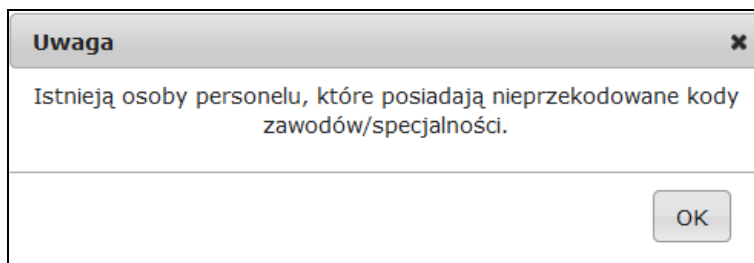 Uwaga
Istnieją osoby personelu, które posiadają nieprzekodowane kody
zawodów/specjalności.
OK